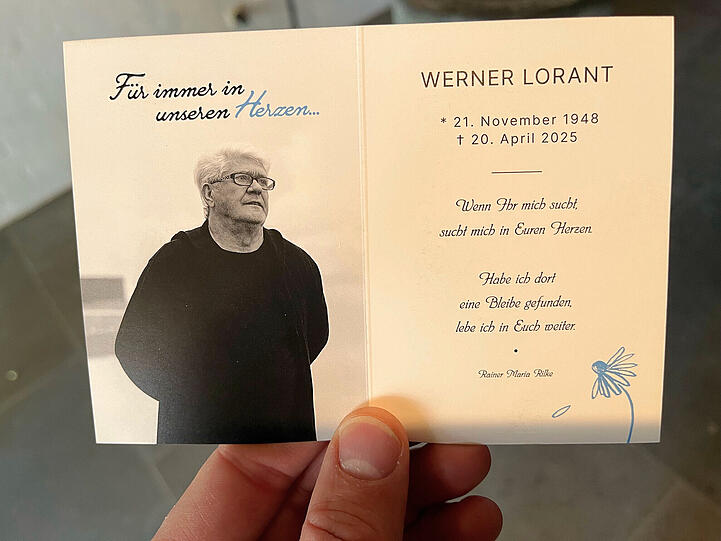 Für immer in
unseren Herzen...
WERNER LORANT
* 21. November 1948
† 20. April 2025
Wenn Ihr mich sucht,
sucht mich in Euren Herzen.
Habe ich dort
eine Bleibe gefunden,
lebe ich in Euch weiter.
Rainer Maria Rilke